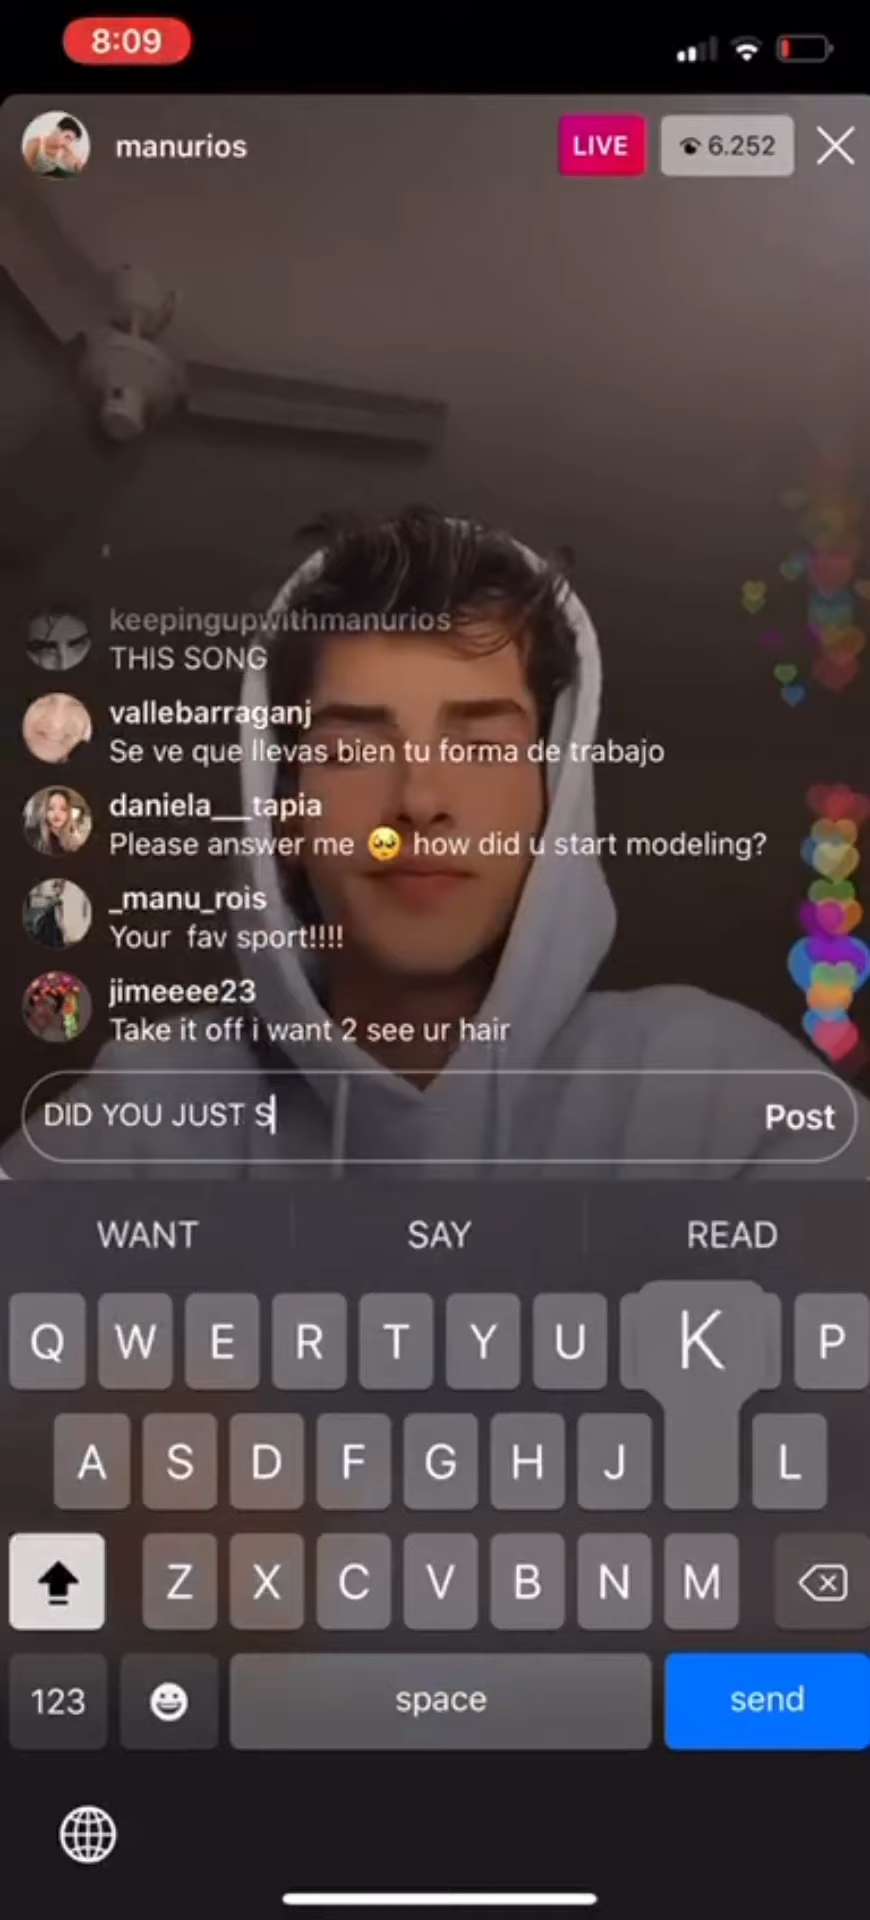 8:09
manurios LIVE 6.252
keepingupwithmanurios
THIS SONG
vallebarraganj
Se ve que llevas bien tu forma de trabajo
daniela___tapia
Please answer me 🥺 how did u start modeling?
_manu_rois
Your fav sport!!!!
jimeeee23
Take it off i want 2 see ur hair
DID YOU JUST S Post
WANT SAY READ
Q W E R T Y U K P
A S D F G H J L
Z X C V B N M
123 space send